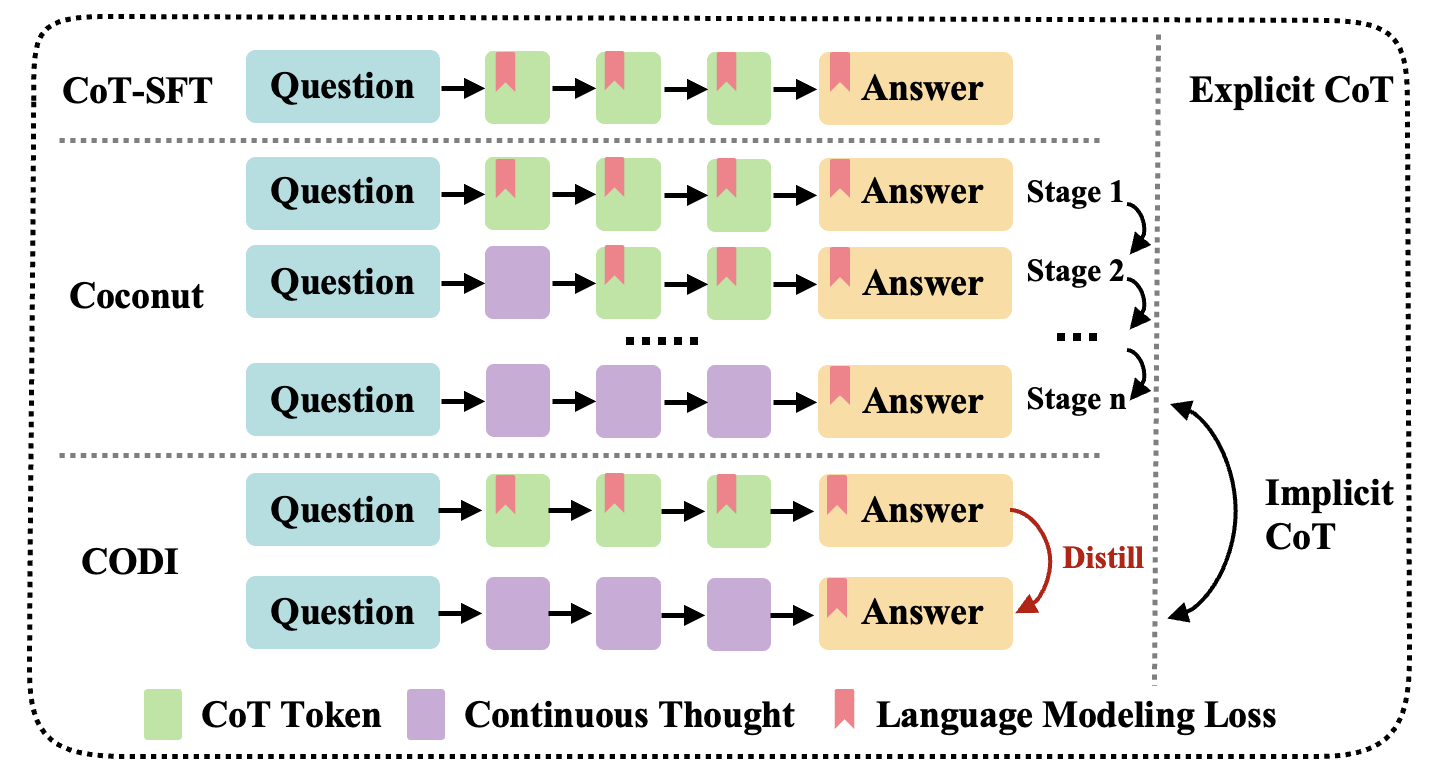 CoT-SFT Question Answer Explicit CoT
Question Answer Stage 1
Coconut Question Answer Stage 2
......
...
Question Answer Stage n
CODI Question Answer
Distill
Implicit
CoT
Question Answer
CoT Token Continuous Thought Language Modeling Loss